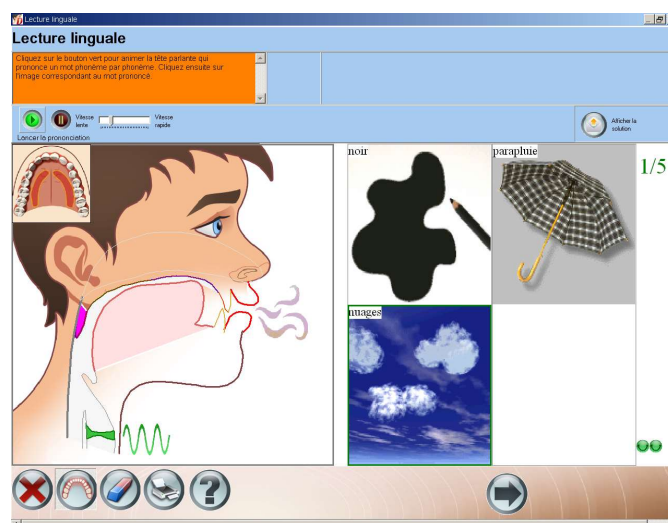 Lecture linguale
Lecture linguale
Cliquez sur le bouton vert pour animer la tête parlante qui
prononce un mot phonème par phonème. Cliquez ensuite sur
l'image correspondant au mot prononcé.
Vitesse
lente
Vitesse
rapide
Lancer la prononciation
Afficher la
solution
noir
parapluie
1/5
nuages
?